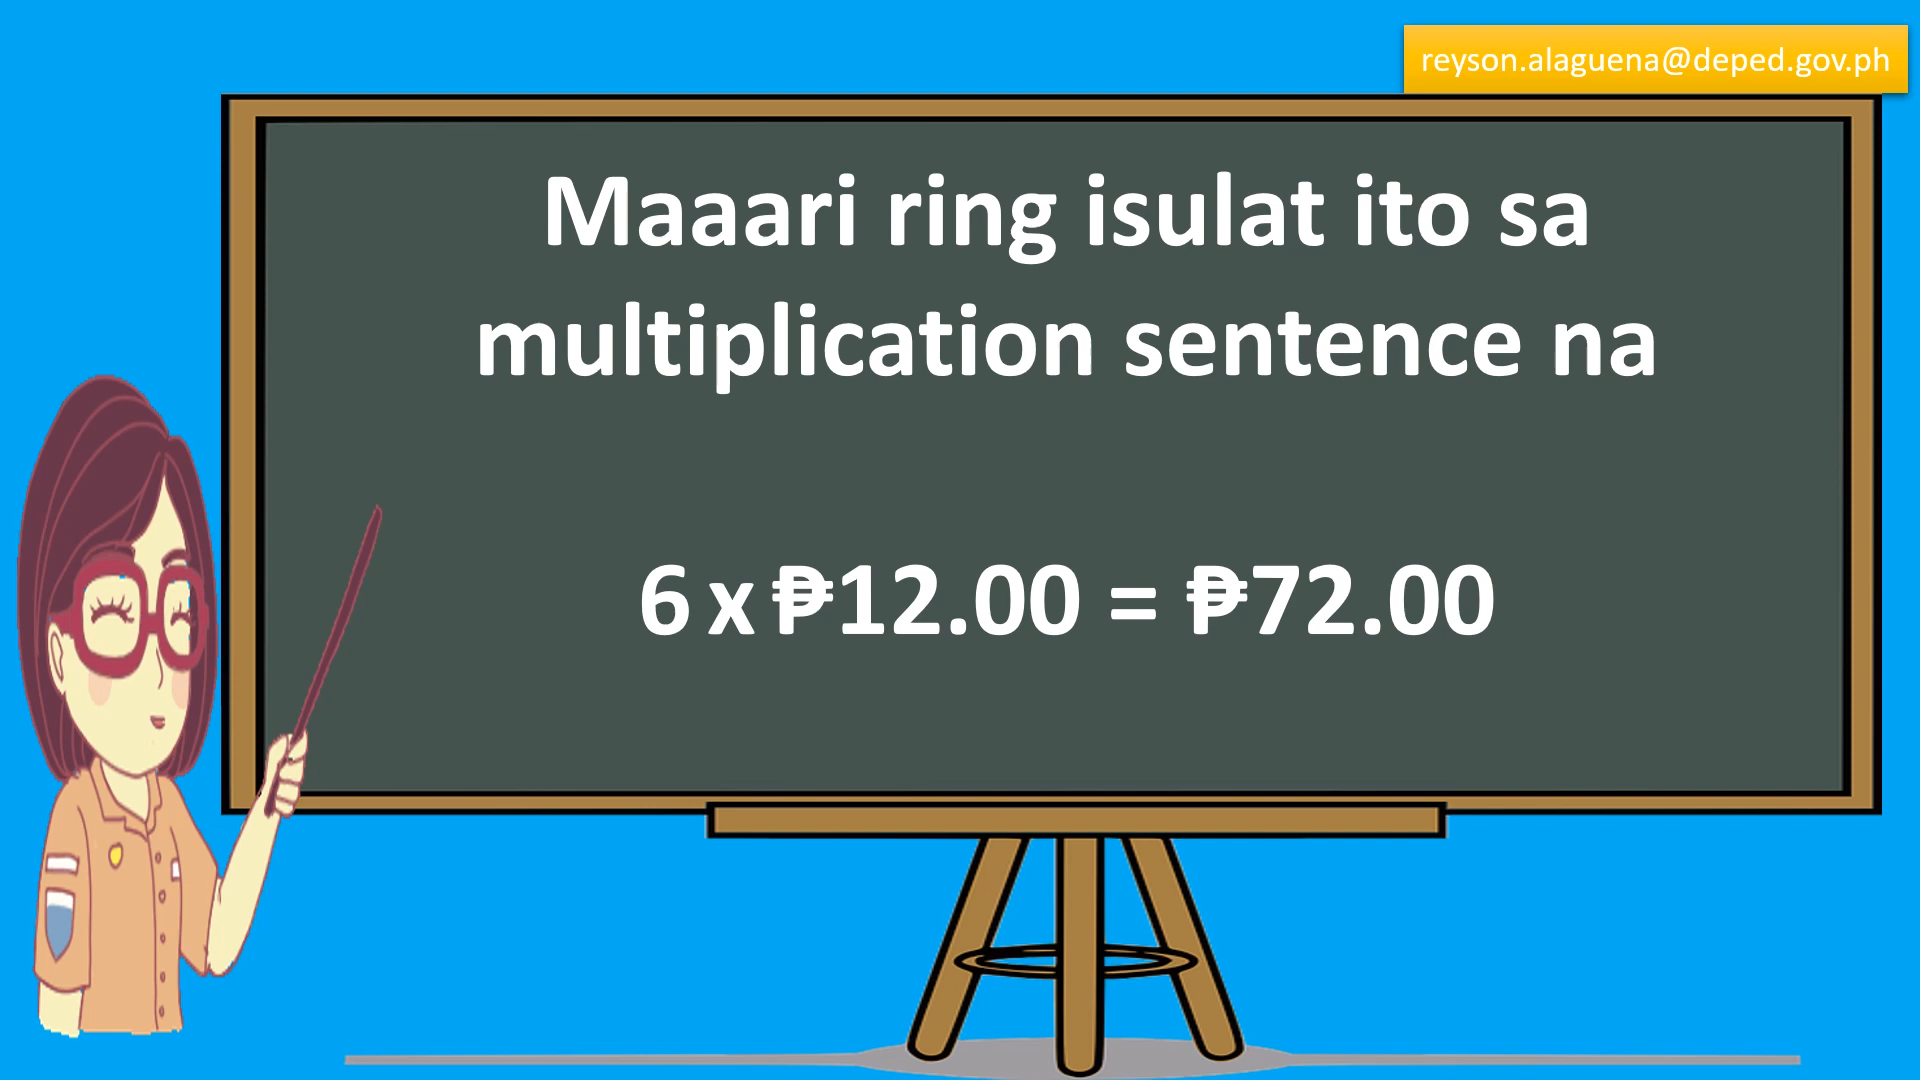 reyson.alaguena@deped.gov.ph
Maaari ring isulat ito sa
multiplication sentence na
6 x ₱12.00 = ₱72.00